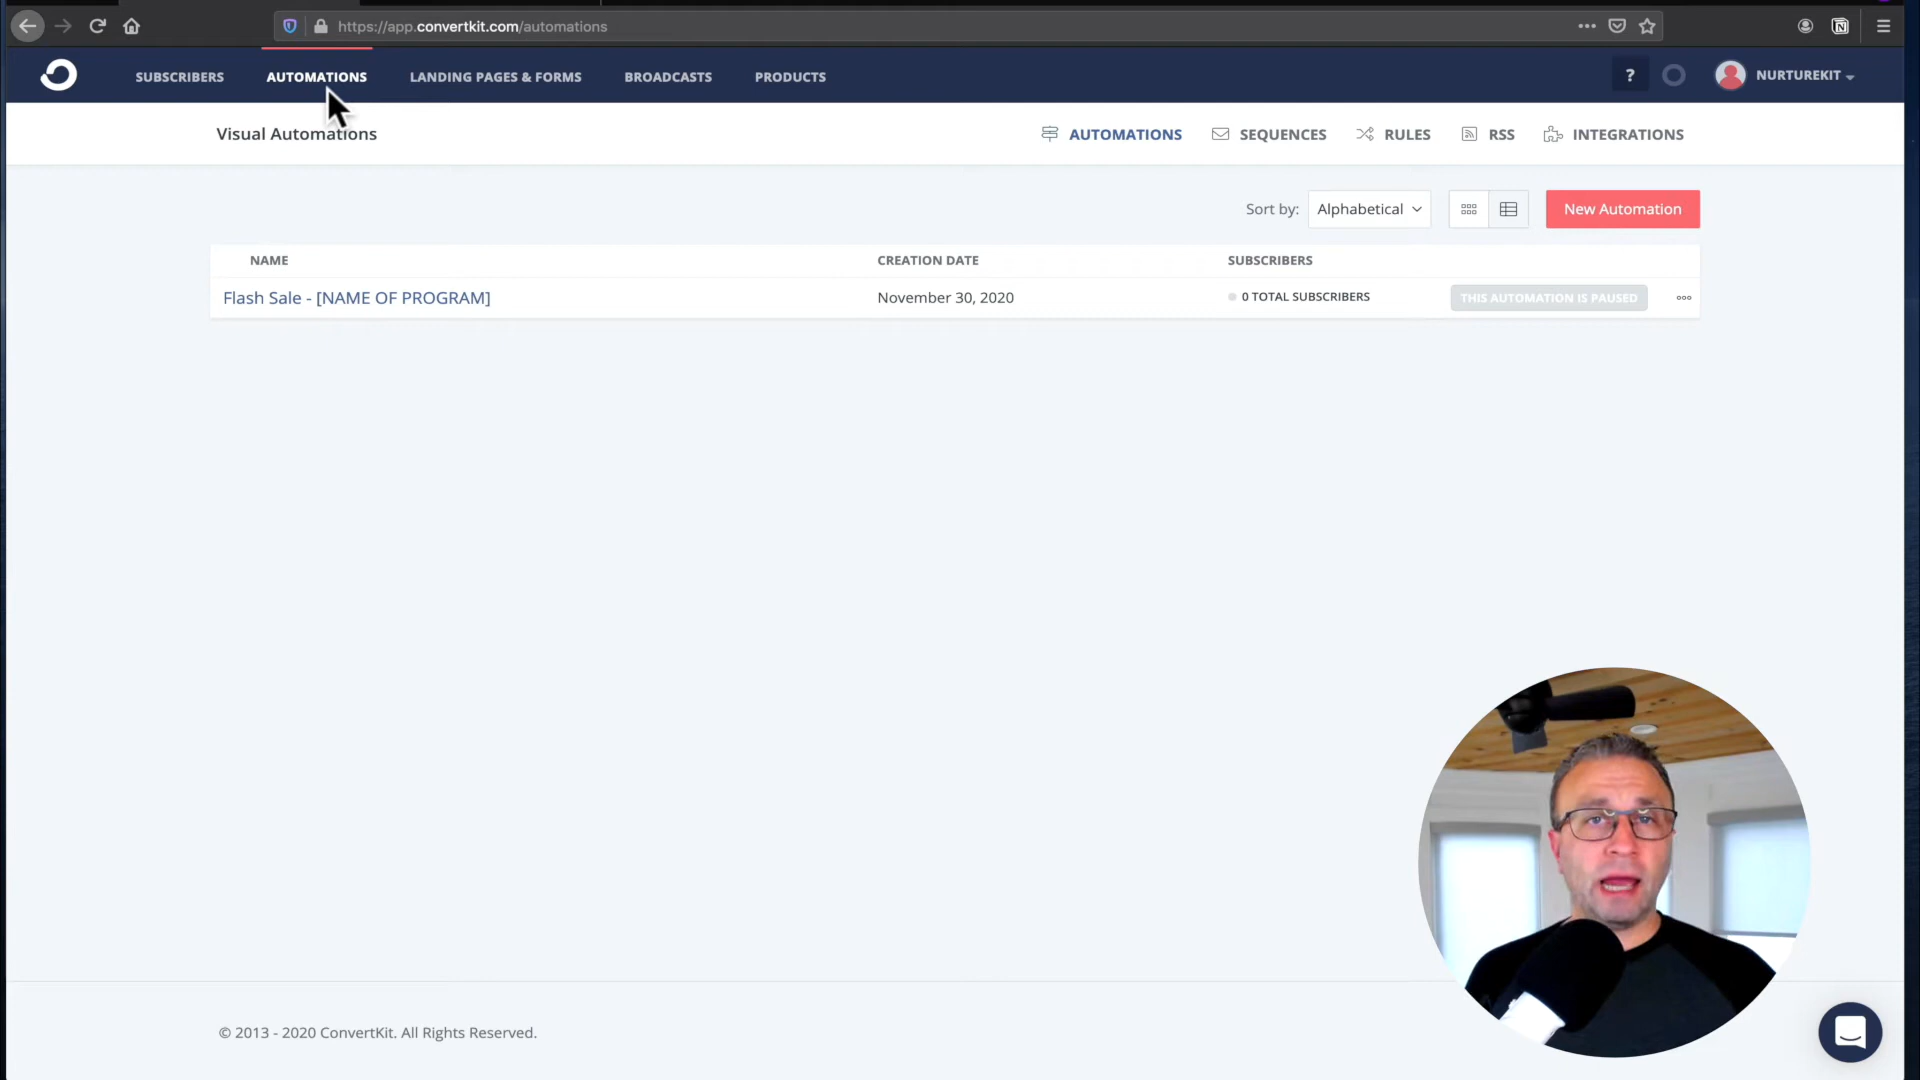 https://app.convertkit.com/automations
SUBSCRIBERS
AUTOMATIONS
LANDING PAGES & FORMS
BROADCASTS
PRODUCTS
?
NURTUREKIT
Visual Automations
AUTOMATIONS
SEQUENCES
RULES
RSS
INTEGRATIONS
Sort by:
Alphabetical
New Automation
NAME
CREATION DATE
SUBSCRIBERS
Flash Sale - [NAME OF PROGRAM]
November 30, 2020
0 TOTAL SUBSCRIBERS
THIS AUTOMATION IS PAUSED
© 2013 - 2020 ConvertKit. All Rights Reserved.